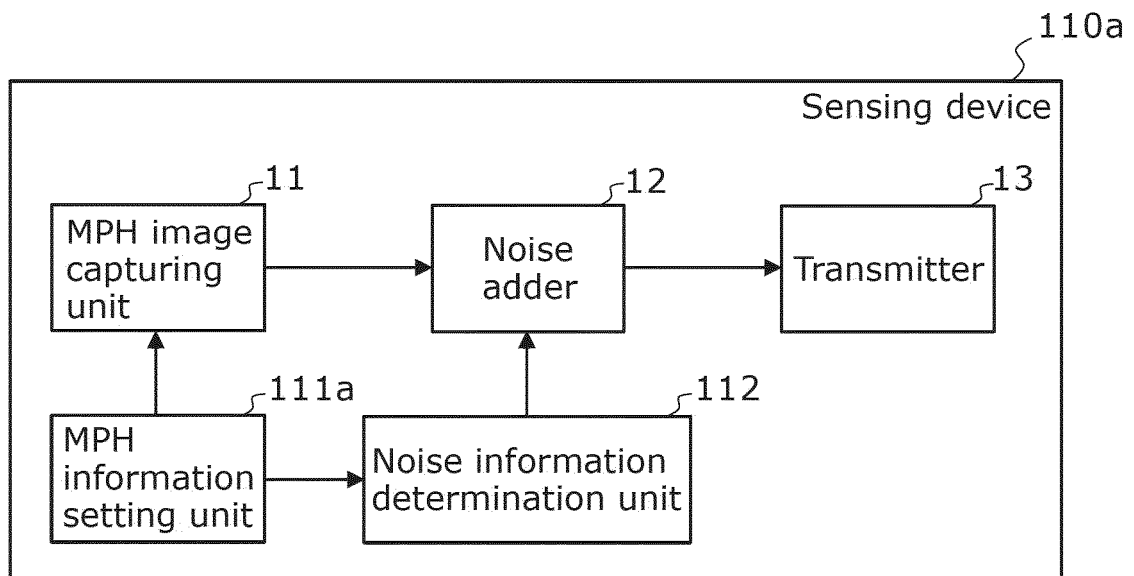 110a
Sensing device
11
MPH image
capturing
unit
12
Noise
adder
13
Transmitter
111a
MPH
information
setting unit
112
Noise information
determination unit